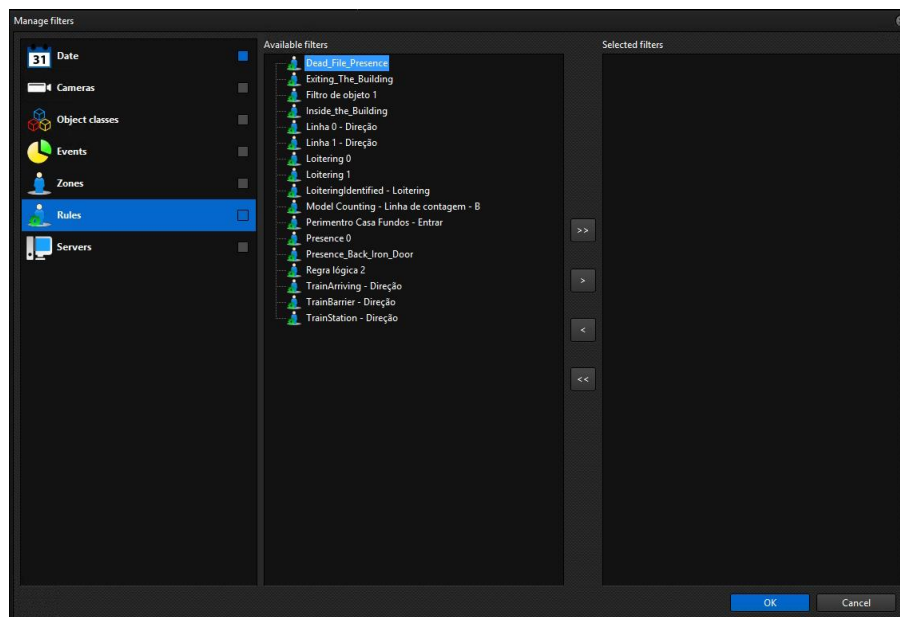 Manage filters
31 Date
Cameras
Object classes
Events
Zones
Rules
Servers
Available filters
Dead_File_Presence
Exiting_The_Building
Filtro de objeto 1
Inside_the_Building
Linha 0 - Direção
Linha 1 - Direção
Loitering 0
Loitering 1
LoiteringIdentified - Loitering
Model Counting - Linha de contagem - B
Perimentro Casa Fundos - Entrar
Presence 0
Presence_Back_Iron_Door
Regra lógica 2
TrainArriving - Direção
TrainBarrier - Direção
TrainStation - Direção
>>
>
<
<<
Selected filters
OK Cancel